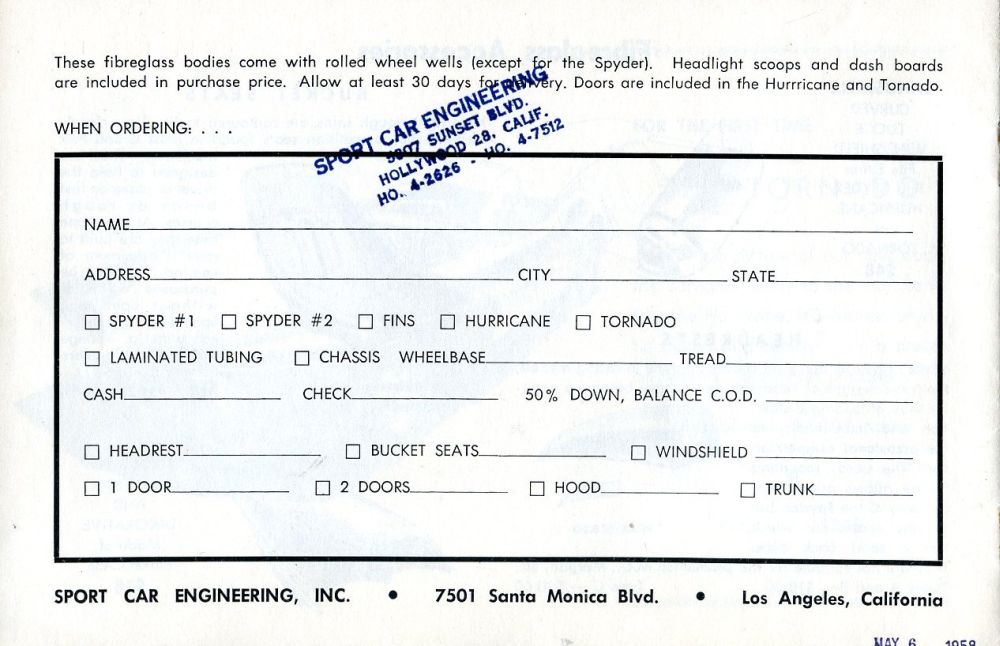 These fibreglass bodies come with rolled wheel wells (except for the Spyder). Headlight scoops and dash boards
are included in purchase price. Allow at least 30 days for delivery. Doors are included in the Hurrricane and Tornado.
WHEN ORDERING: . . .
SPORT CAR ENGINEERING
SUNSET BLVD.
HOLLYWOOD 28, CALIF.
HO. 4-2626 - HO. 4-7512
NAME
ADDRESS CITY STATE
☐ SPYDER #1 ☐ SPYDER #2 ☐ FINS ☐ HURRICANE ☐ TORNADO
☐ LAMINATED TUBING ☐ CHASSIS WHEELBASE TREAD
CASH CHECK 50% DOWN, BALANCE C.O.D.
☐ HEADREST ☐ BUCKET SEATS ☐ WINDSHIELD
☐ 1 DOOR ☐ 2 DOORS ☐ HOOD ☐ TRUNK
SPORT CAR ENGINEERING, INC. • 7501 Santa Monica Blvd. • Los Angeles, California
MAY 6 1958